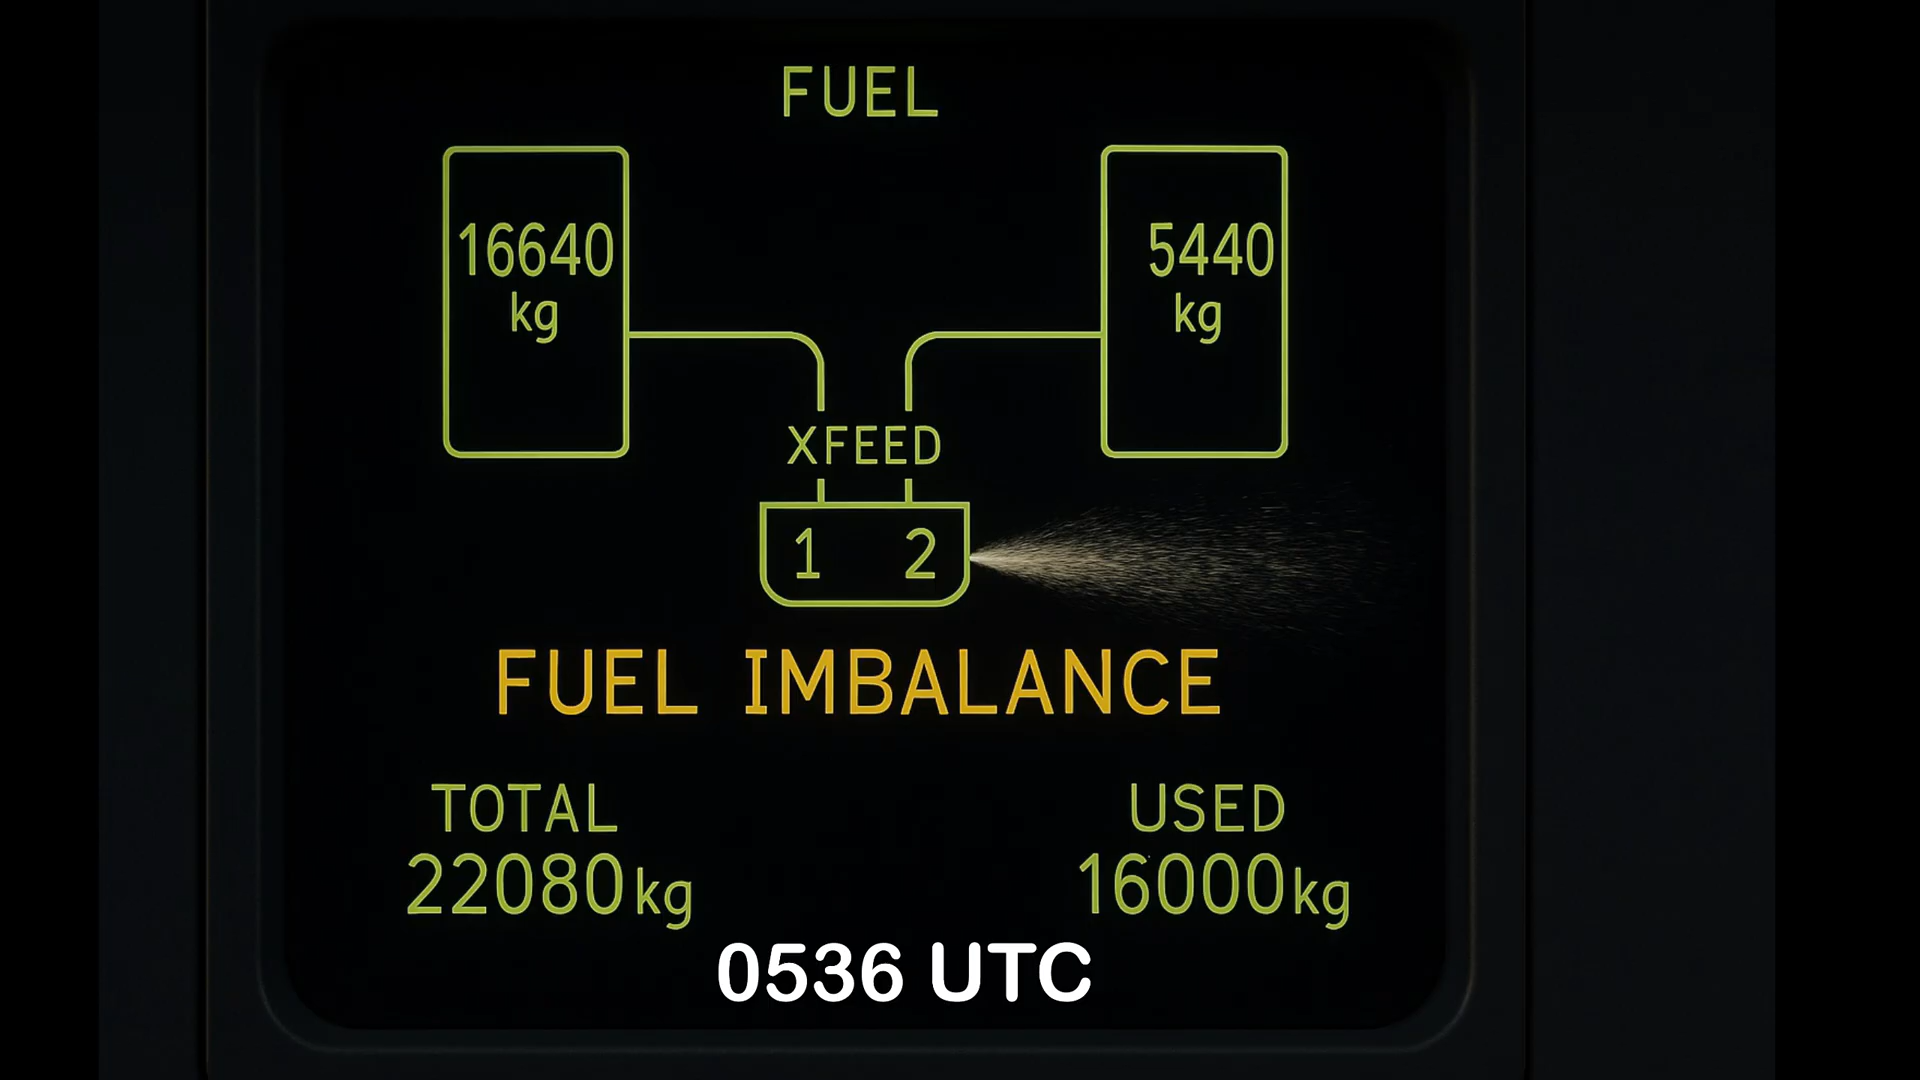 FUEL
16640
kg
5440
kg
XFEED
1 2
FUEL IMBALANCE
TOTAL
22080kg
USED
16000kg
0536 UTC